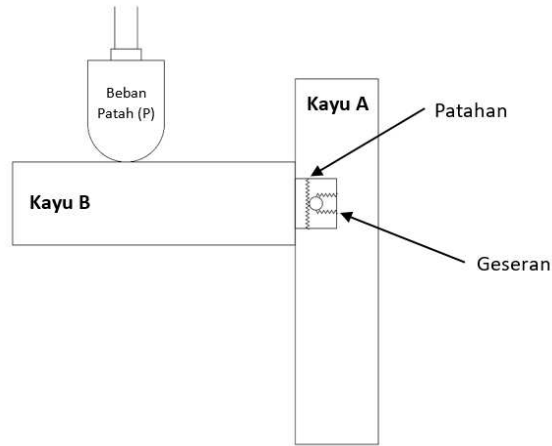 Beban
Patah (P)
Kayu A
Patahan
Kayu B
Geseran